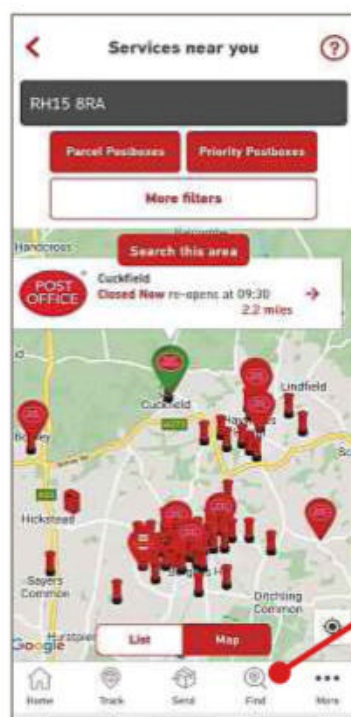 Services near you
?
RH15 8RA
Parcel Postboxes
Priority Postboxes
More filters
Handcross
Search this area
POST
OFFICE
Cuckfield
Closed Now re-opens at 09:30
2.2 miles
Lindfield
Cuckfield
Hickstead
Sayers
Common
Ditchling
Common
Google
List
Map
Home
Track
Send
Find
More